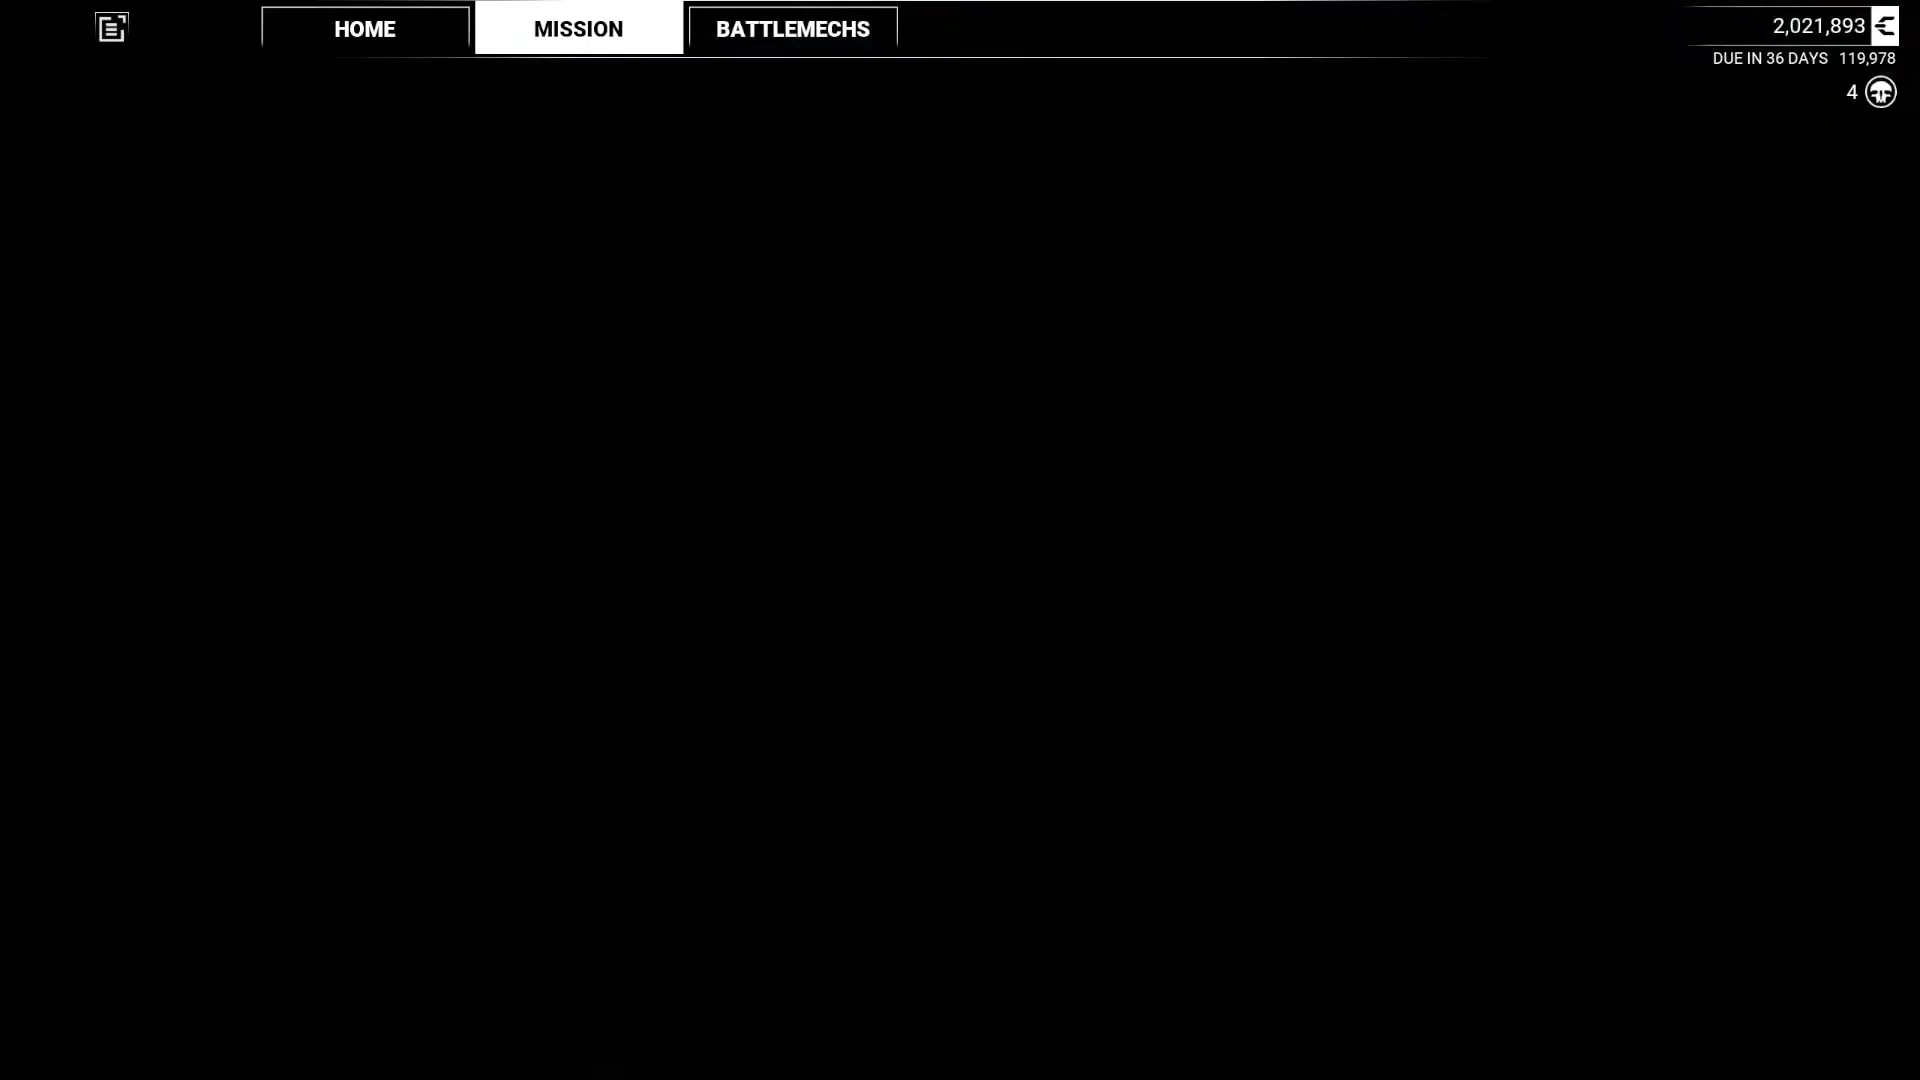 HOME
MISSION
BATTLEMECHS
2,021,893
DUE IN 36 DAYS 119,978
4